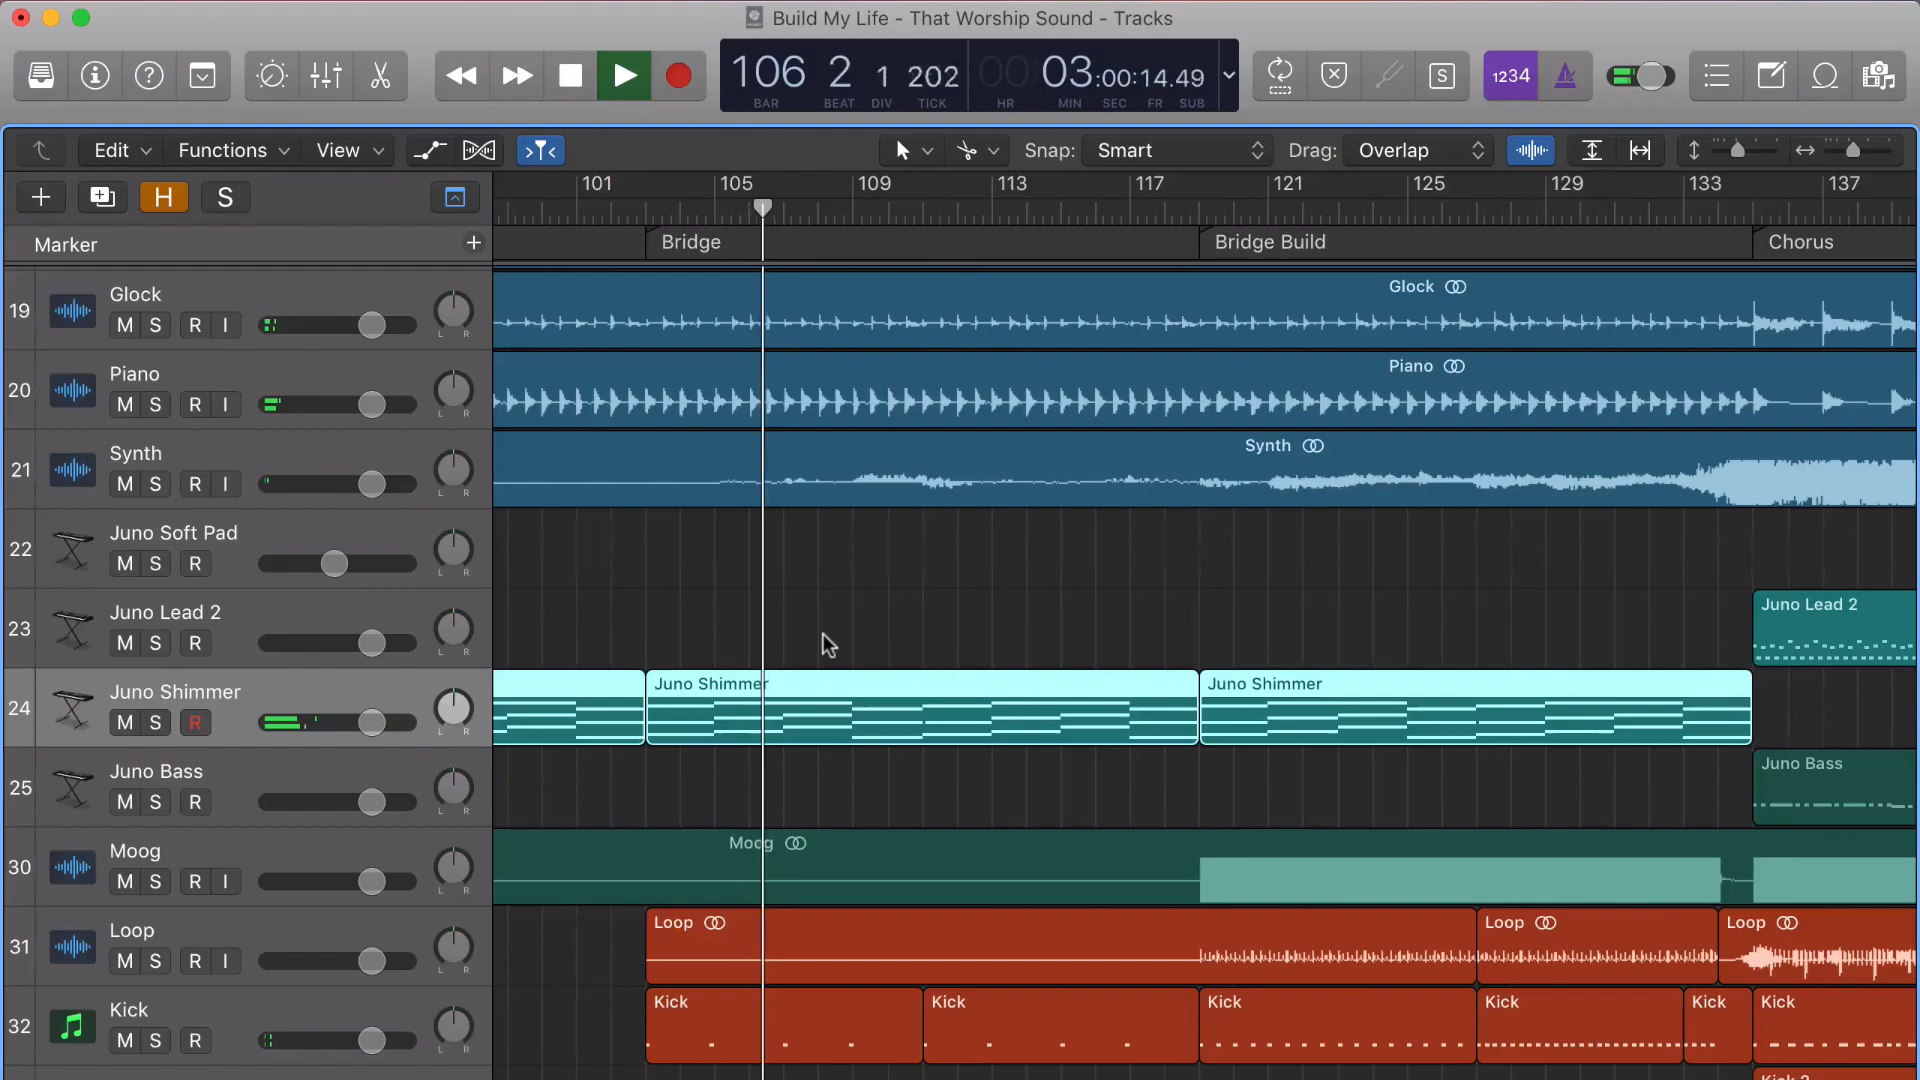 Build My Life - That Worship Sound - Tracks
106 2 1 202 00 03:00:14.49
BAR BEAT DIV TICK HR MIN SEC FR SUB
S 1234
Edit Functions View Snap: Smart Drag: Overlap
H S
101 105 109 113 117 121 125 129 133 137
Marker + Bridge Bridge Build Chorus
19 Glock
M S R I L R
Glock
20 Piano
M S R I L R
Piano
21 Synth
M S R I L R
Synth
22 Juno Soft Pad
M S R L R
23 Juno Lead 2
M S R L R
Juno Lead 2
24 Juno Shimmer
M S R L R
Juno Shimmer Juno Shimmer
25 Juno Bass
M S R L R
Juno Bass
30 Moog
M S R I L R
Moog
31 Loop
M S R I L R
Loop Loop Loop
32 Kick
M S R L R
Kick Kick Kick Kick Kick Kick